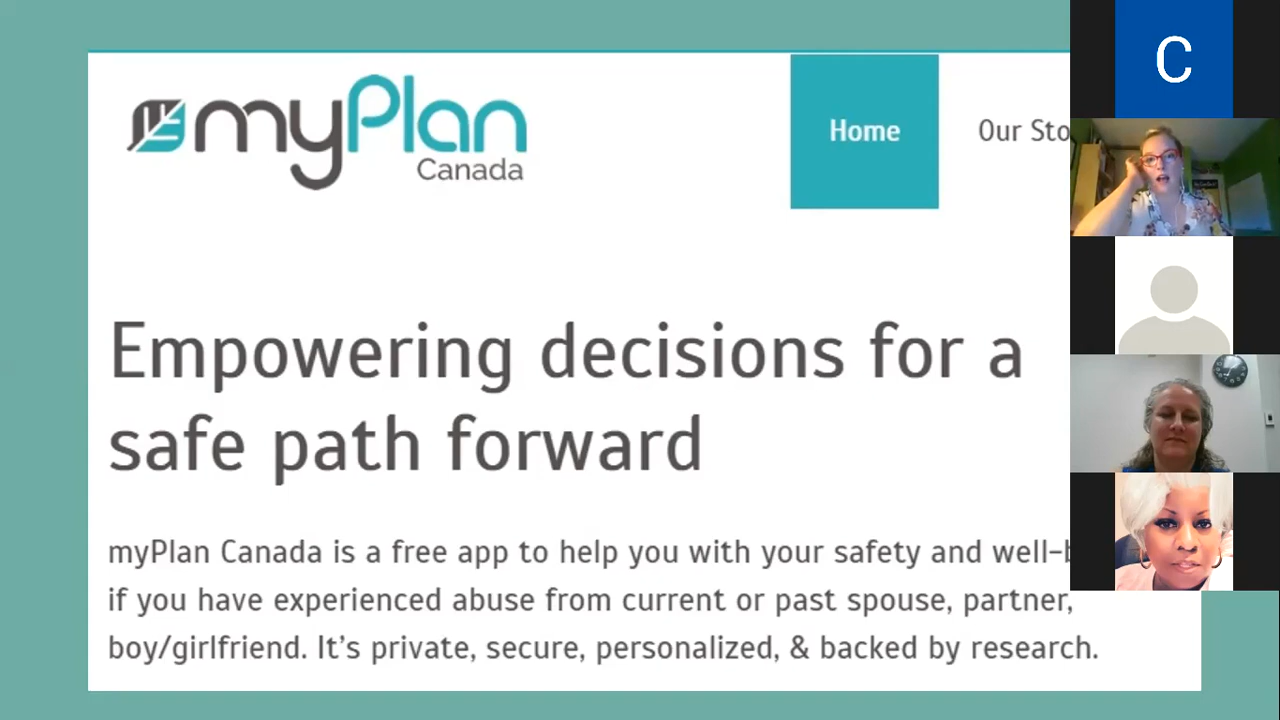 myPlan
Canada
Home
Our Sto
C
Empowering decisions for a
safe path forward
myPlan Canada is a free app to help you with your safety and well-b
if you have experienced abuse from current or past spouse, partner,
boy/girlfriend. It's private, secure, personalized, & backed by research.